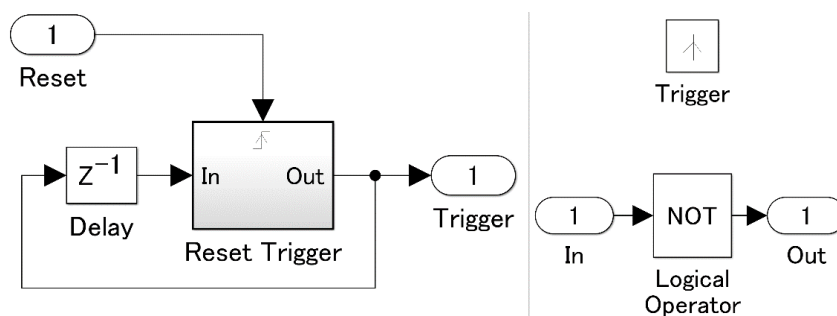 1
Reset
Z⁻¹
Delay
In
Out
Reset Trigger
1
Trigger
Trigger
1
In
NOT
Logical
Operator
1
Out